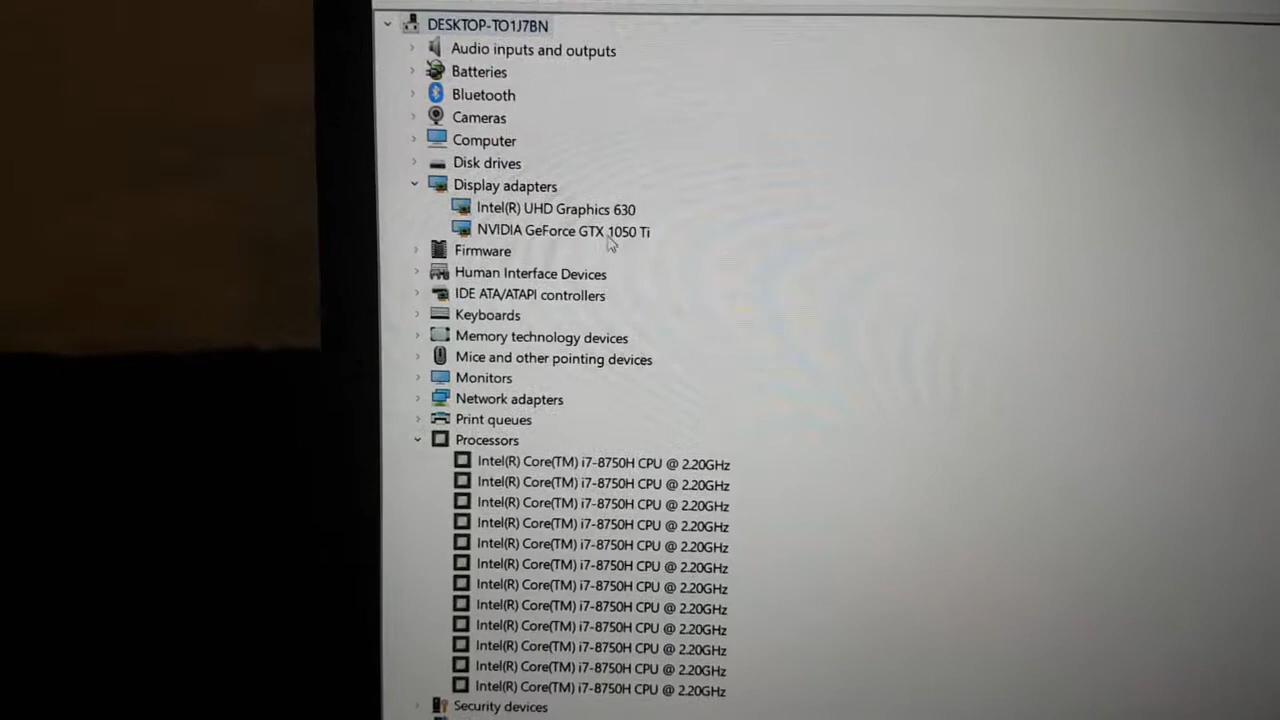 DESKTOP-TO1J7BN
Audio inputs and outputs
Batteries
Bluetooth
Cameras
Computer
Disk drives
Display adapters
Intel(R) UHD Graphics 630
NVIDIA GeForce GTX 1050 Ti
Firmware
Human Interface Devices
IDE ATA/ATAPI controllers
Keyboards
Memory technology devices
Mice and other pointing devices
Monitors
Network adapters
Print queues
Processors
Intel(R) Core(TM) i7-8750H CPU @ 2.20GHz
Intel(R) Core(TM) i7-8750H CPU @ 2.20GHz
Intel(R) Core(TM) i7-8750H CPU @ 2.20GHz
Intel(R) Core(TM) i7-8750H CPU @ 2.20GHz
Intel(R) Core(TM) i7-8750H CPU @ 2.20GHz
Intel(R) Core(TM) i7-8750H CPU @ 2.20GHz
Intel(R) Core(TM) i7-8750H CPU @ 2.20GHz
Intel(R) Core(TM) i7-8750H CPU @ 2.20GHz
Intel(R) Core(TM) i7-8750H CPU @ 2.20GHz
Intel(R) Core(TM) i7-8750H CPU @ 2.20GHz
Intel(R) Core(TM) i7-8750H CPU @ 2.20GHz
Intel(R) Core(TM) i7-8750H CPU @ 2.20GHz
Security devices